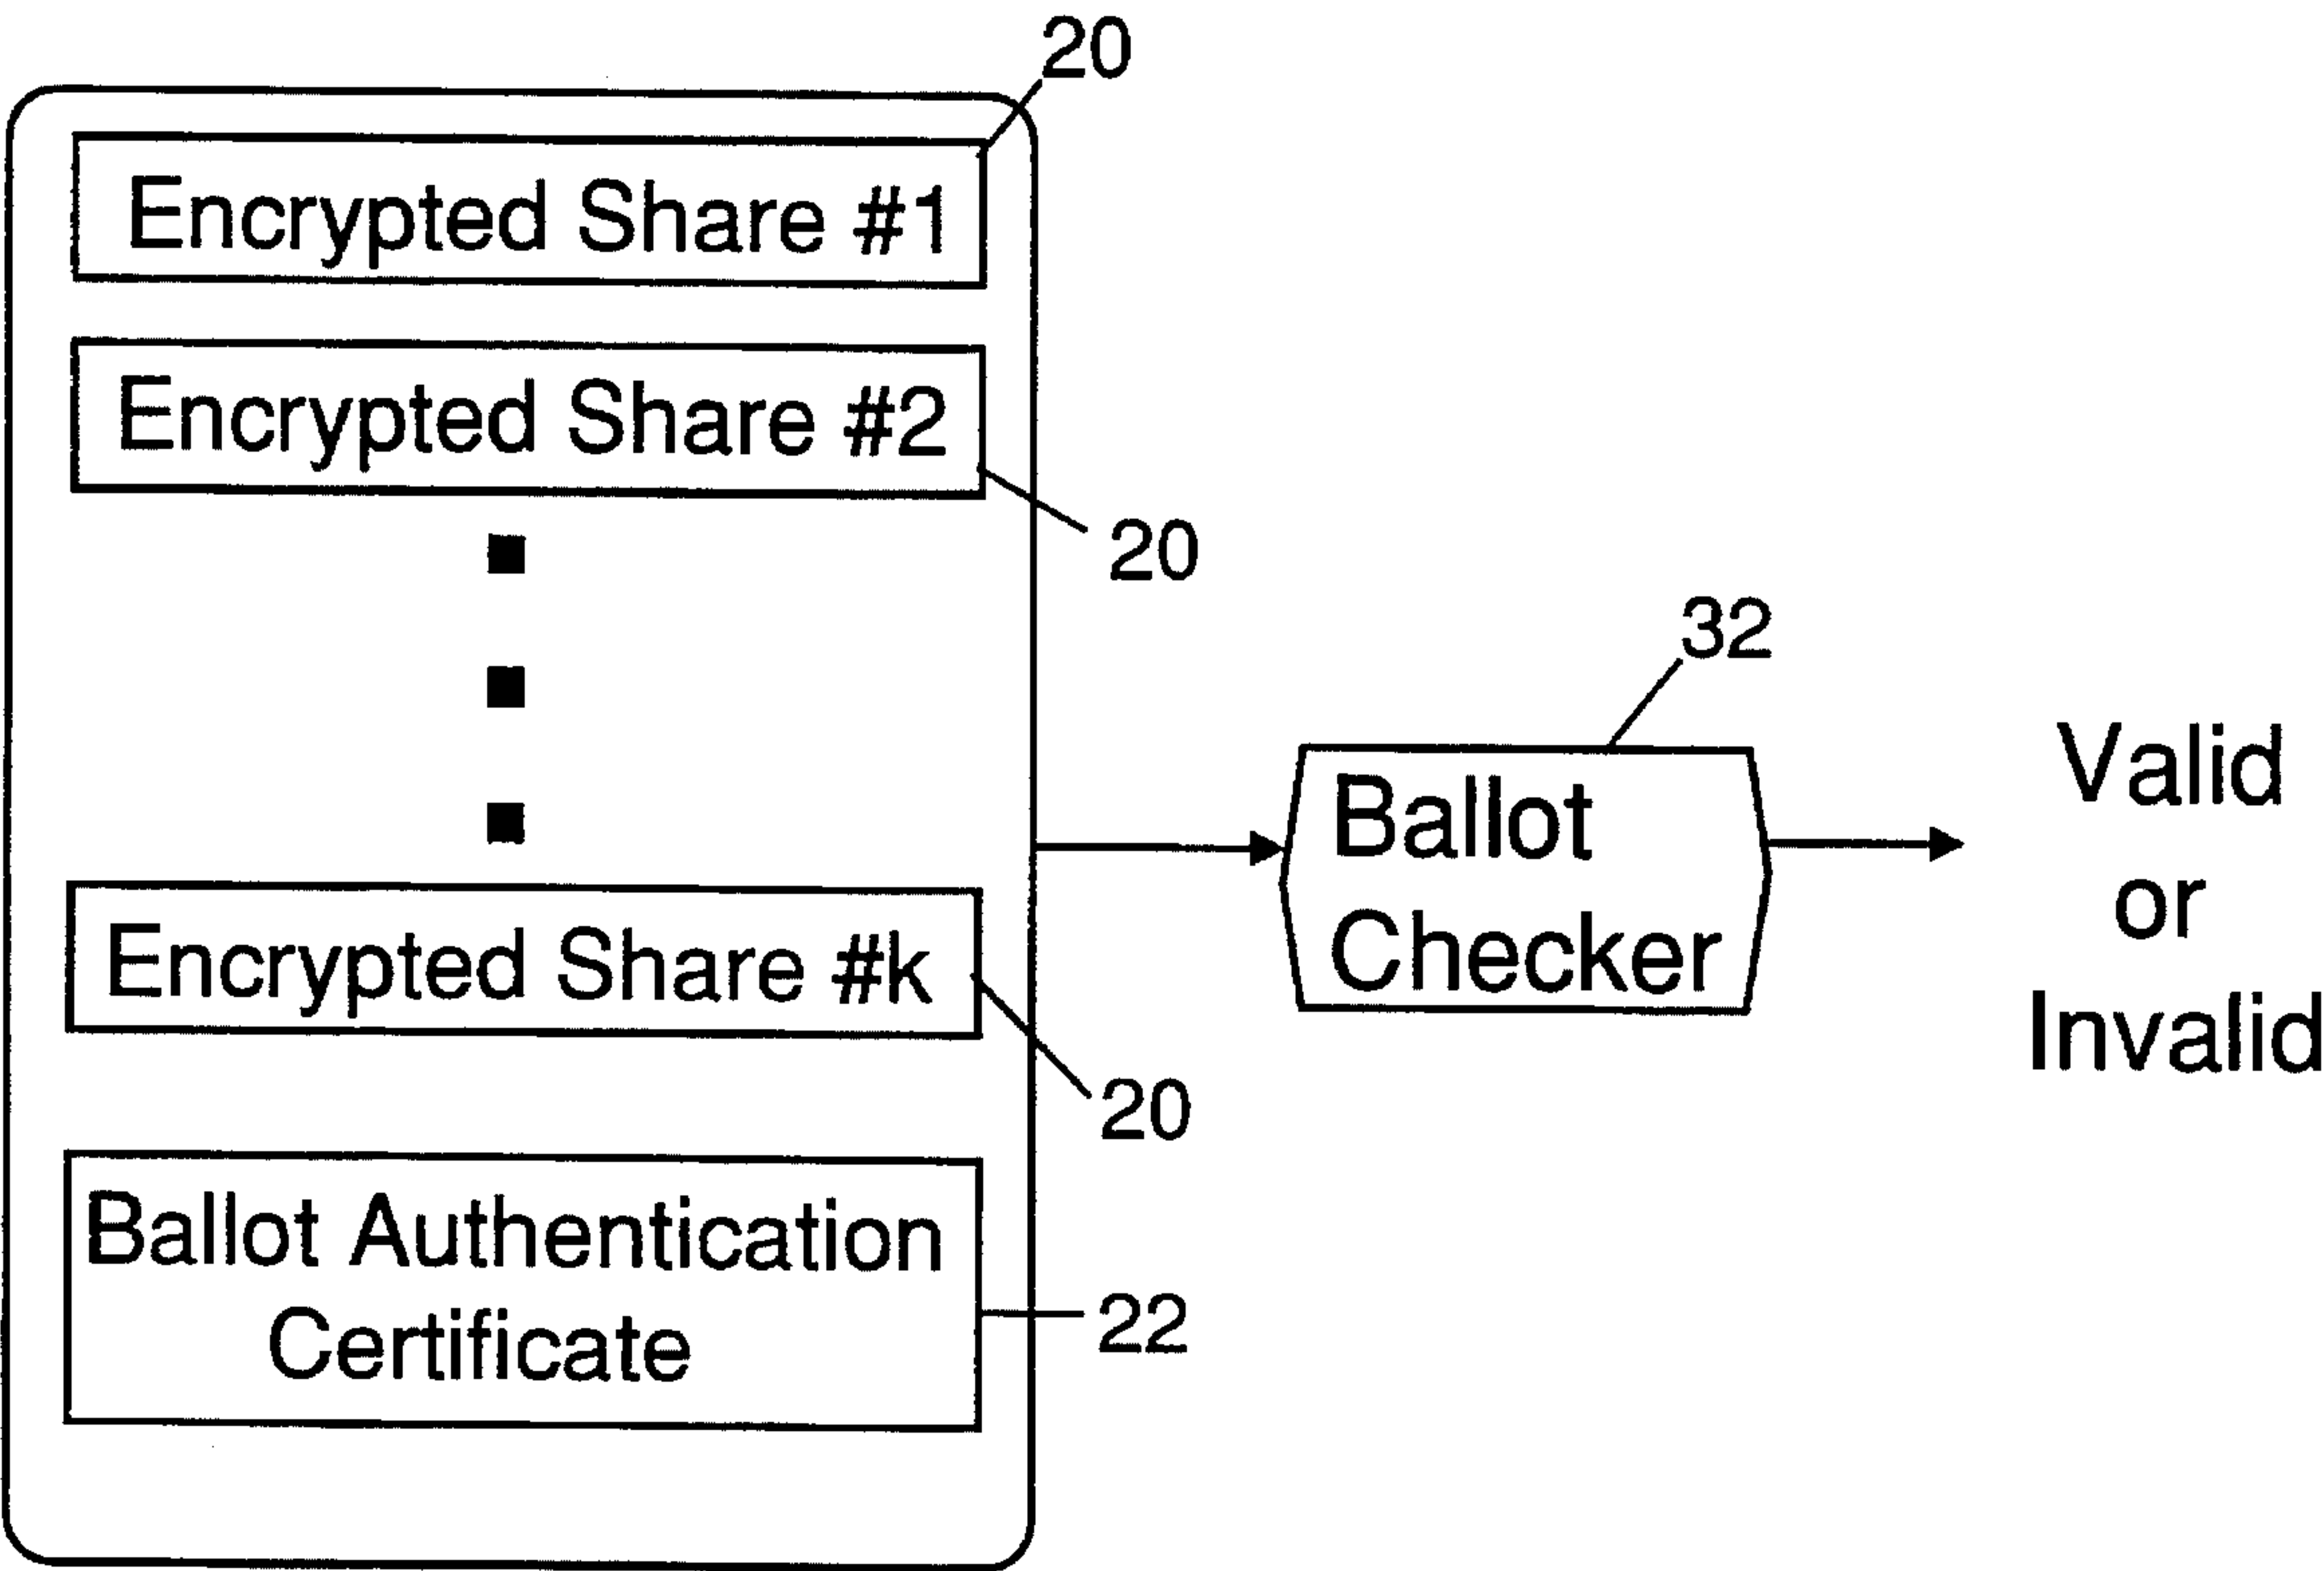 20
Encrypted Share #1
Encrypted Share #2
20
Encrypted Share #k
20
Ballot Authentication
Certificate
22
32
Ballot
Checker
Valid
or
Invalid